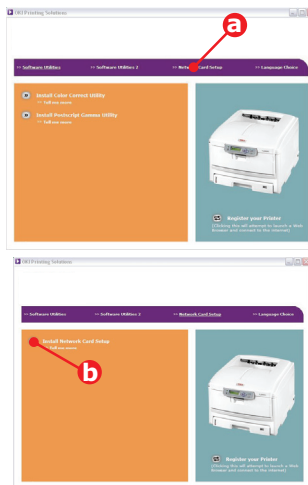 OKI Printing Solutions
a
>> Software Utilities >> Software Utilities 2 >> Network Card Setup >> Language Choice
Install Color Correct Utility
>> Tell me more
Install Postscript Gamma Utility
>> Tell me more
Register your Printer
(Clicking this will attempt to launch a Web
Browser and connect to the internet)
OKI Printing Solutions
>> Software Utilities >> Software Utilities 2 >> Network Card Setup >> Language Choice
Install Network Card Setup
>> Tell me more
b
Register your Printer
(Clicking this will attempt to launch a Web
Browser and connect to the internet)